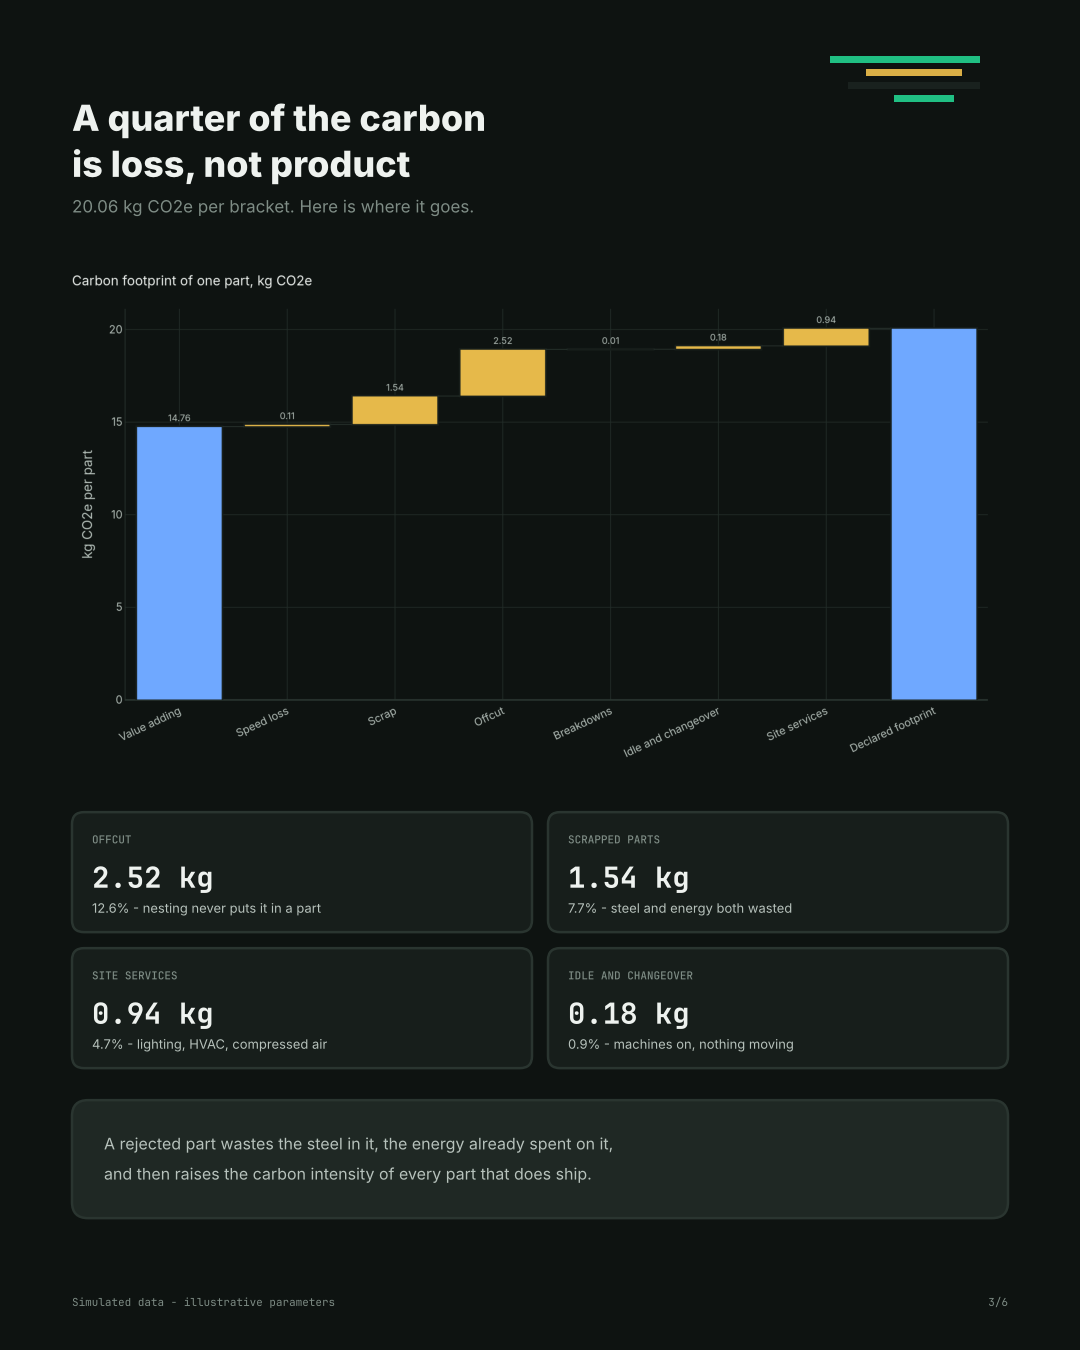 A quarter of the carbon
is loss, not product
20.06 kg CO2e per bracket. Here is where it goes.
Carbon footprint of one part, kg CO2e
kg CO2e per part
20
15
10
5
0
14.76
0.11
1.54
2.52
0.01
0.18
0.94
Value adding
Speed loss
Scrap
Offcut
Breakdowns
Idle and changeover
Site services
Declared footprint
OFFCUT
2.52 kg
12.6% - nesting never puts it in a part
SCRAPPED PARTS
1.54 kg
7.7% - steel and energy both wasted
SITE SERVICES
0.94 kg
4.7% - lighting, HVAC, compressed air
IDLE AND CHANGEOVER
0.18 kg
0.9% - machines on, nothing moving
A rejected part wastes the steel in it, the energy already spent on it,
and then raises the carbon intensity of every part that does ship.
Simulated data - illustrative parameters
3/6